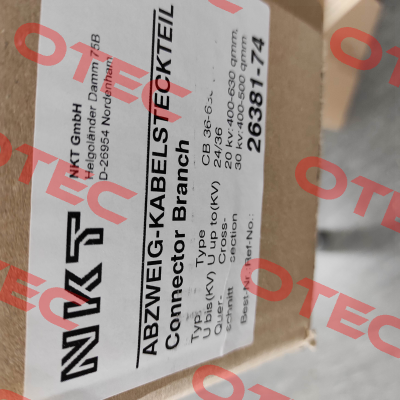 NKT
NKT GmbH
Helgoländer Damm 75B
D-26954 Nordenham
ABZWEIG-KABELSTECKTEIL
Connector Branch
Typ: Type CB 36-630
U bis(KV) U up to(KV) 24/36
Quer- Cross- 20 kv:400-630 qmm,
schnitt section 30 kv:400-500 qmm
Best-Nr: Ref-No.: 26381-74
OTEC
OTEC
OTEC
OTEC
OTEC
OTEC